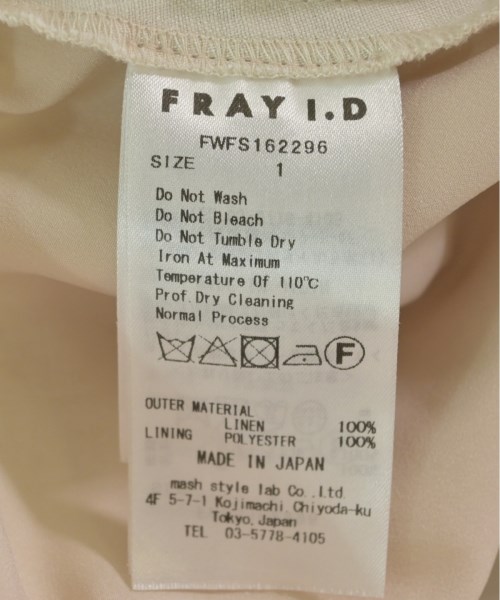 FRAY I.D
FWFS162296
SIZE 1
Do Not Wash
Do Not Bleach
Do Not Tumble Dry
Iron At Maximum
Temperature Of 110℃
Prof.Dry Cleaning
Normal Process
F
OUTER MATERIAL
LINEN 100%
LINING POLYESTER 100%
MADE IN JAPAN
mash style lab Co.,Ltd.
4F 5-7-1 Kojimachi,Chiyoda-ku
Tokyo,Japan
TEL 03-5778-4105